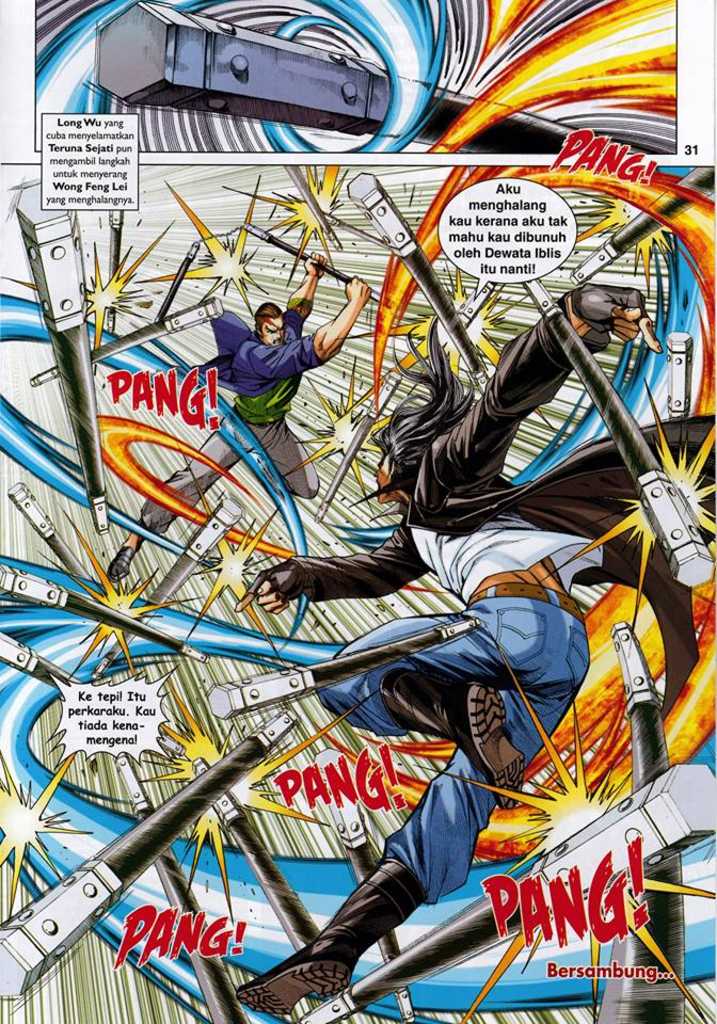 Long Wu yang
cuba menyelamatkan
Teruna Sejati pun
mengambil langkah
untuk menyerang
Wong Feng Lei
yang menghalangnya.
31
PANG!
Aku
menghalang
kau kerana aku tak
mahu kau dibunuh
oleh Dewata Iblis
itu nanti!
PANG!
PANG!
Ke tepi! Itu
perkaraku. Kau
tiada kena-
mengena!
PANG!
PANG!
PANG!
Bersambung...